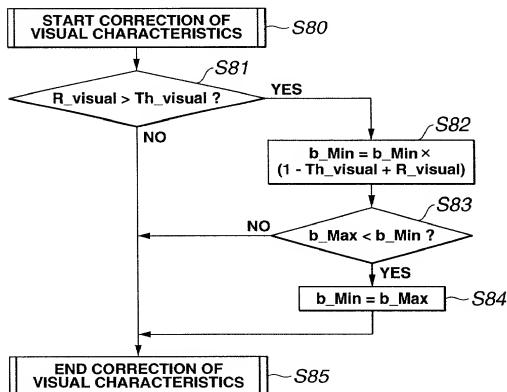 START CORRECTION OF
VISUAL CHARACTERISTICS
S80
S81
R_visual > Th_visual ?
YES
NO
S82
b_Min = b_Min ×
(1 - Th_visual + R_visual)
S83
NO
b_Max < b_Min ?
YES
b_Min = b_Max
S84
END CORRECTION OF
VISUAL CHARACTERISTICS
S85